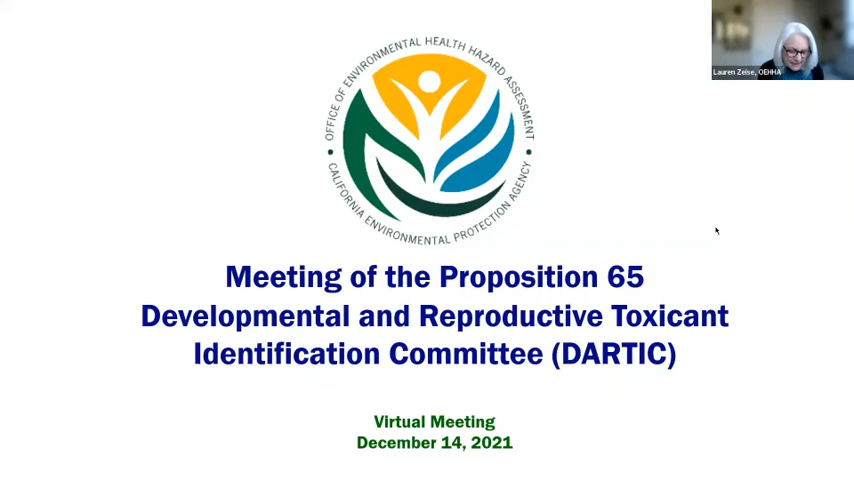 Lauren Zeise, OEHHA
OFFICE OF ENVIRONMENTAL HEALTH HAZARD ASSESSMENT
CALIFORNIA ENVIRONMENTAL PROTECTION AGENCY
Meeting of the Proposition 65
Developmental and Reproductive Toxicant
Identification Committee (DARTIC)
Virtual Meeting
December 14, 2021